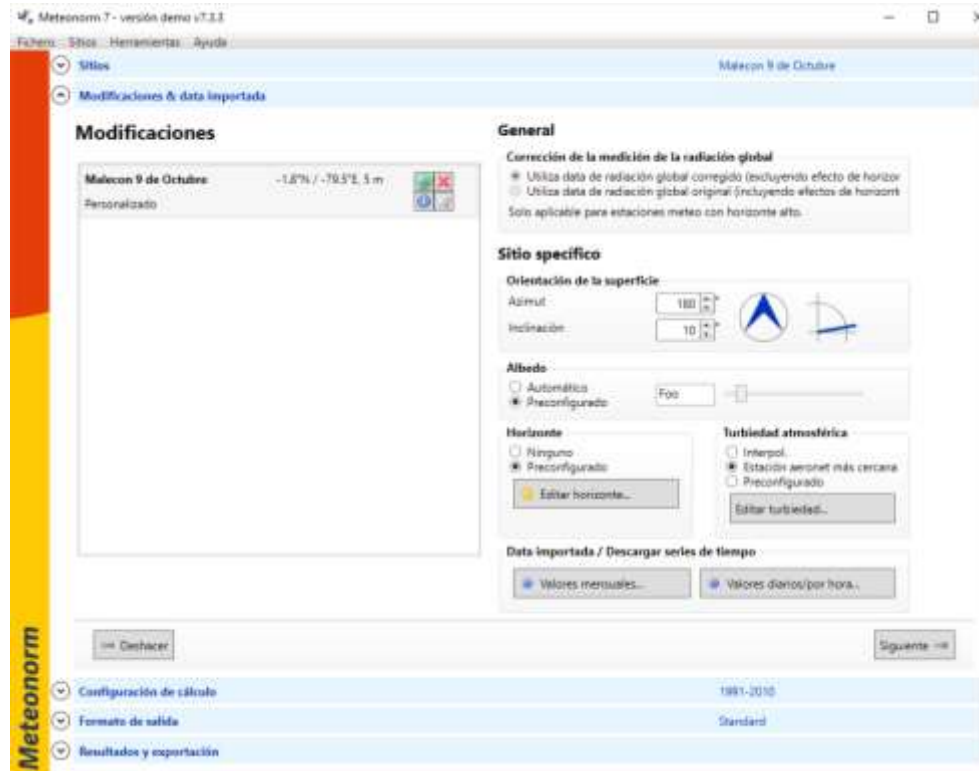 Meteonorm 7 - versión demo v7.3.3
Fichero Sitios Herramientas Ayuda
Sitios Malecon 9 de Octubre
Modificaciones & data importada
Modificaciones
Malecon 9 de Octubre -1,8°N / -79.5°E, 5 m
Personalizado
General
Corrección de la medición de la radiación global
Utiliza data de radiación global corregido (excluyendo efecto de horizor
Utiliza data de radiación global original (incluyendo efectos de horizont
Solo aplicable para estaciones meteo con horizonte alto.
Sitio específico
Orientación de la superficie
Azimut 180 °
Inclinación 10 °
Albedo
Automático
Preconfigurado
Foo
Horizonte
Ninguno
Preconfigurado
Editar horizonte...
Turbiedad atmosférica
Interpol.
Estación aeronet más cercana
Preconfigurado
Editar turbiedad...
Data importada / Descargar series de tiempo
Valores mensuales... Valores diarios/por hora...
Deshacer Siguiente
Configuración de cálculo 1991-2010
Formato de salida Standard
Resultados y exportación
Meteonorm